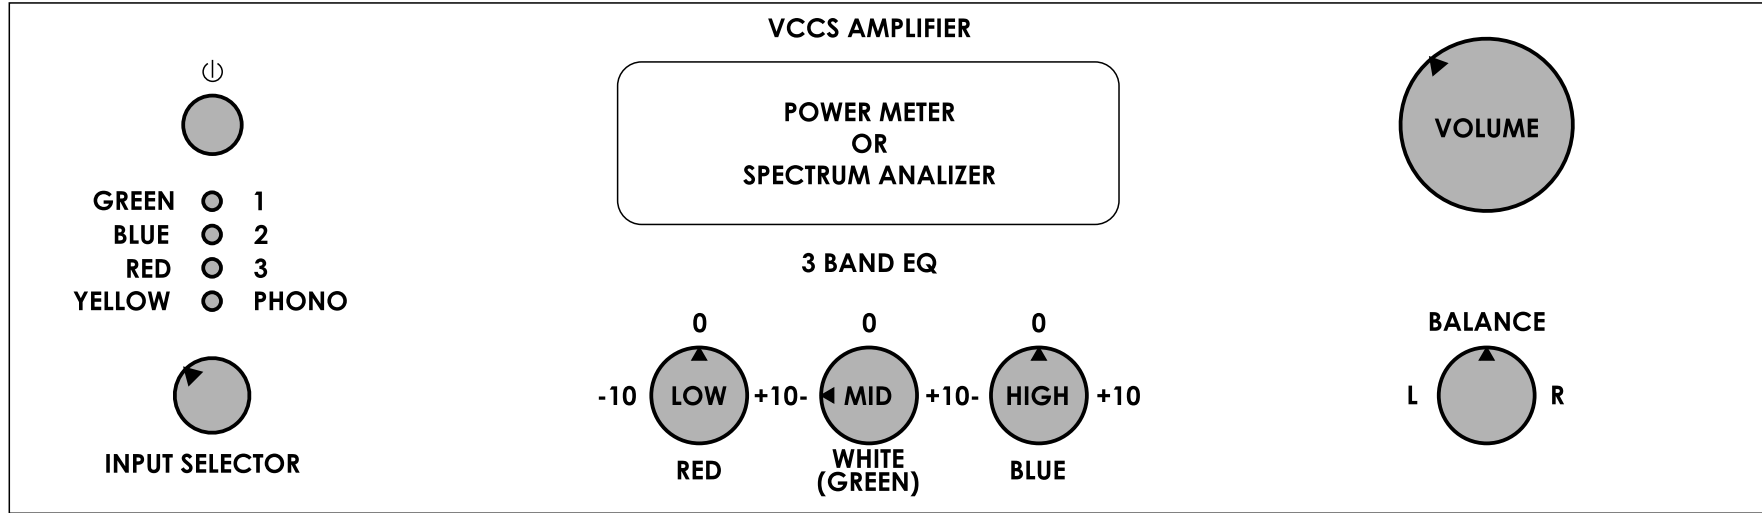 VCCS AMPLIFIER
POWER METER
OR
SPECTRUM ANALIZER
VOLUME
GREEN 1
BLUE 2
RED 3
YELLOW PHONO
INPUT SELECTOR
3 BAND EQ
0 0 0
-10 LOW +10- MID +10- HIGH +10
RED WHITE BLUE
(GREEN)
BALANCE
L R